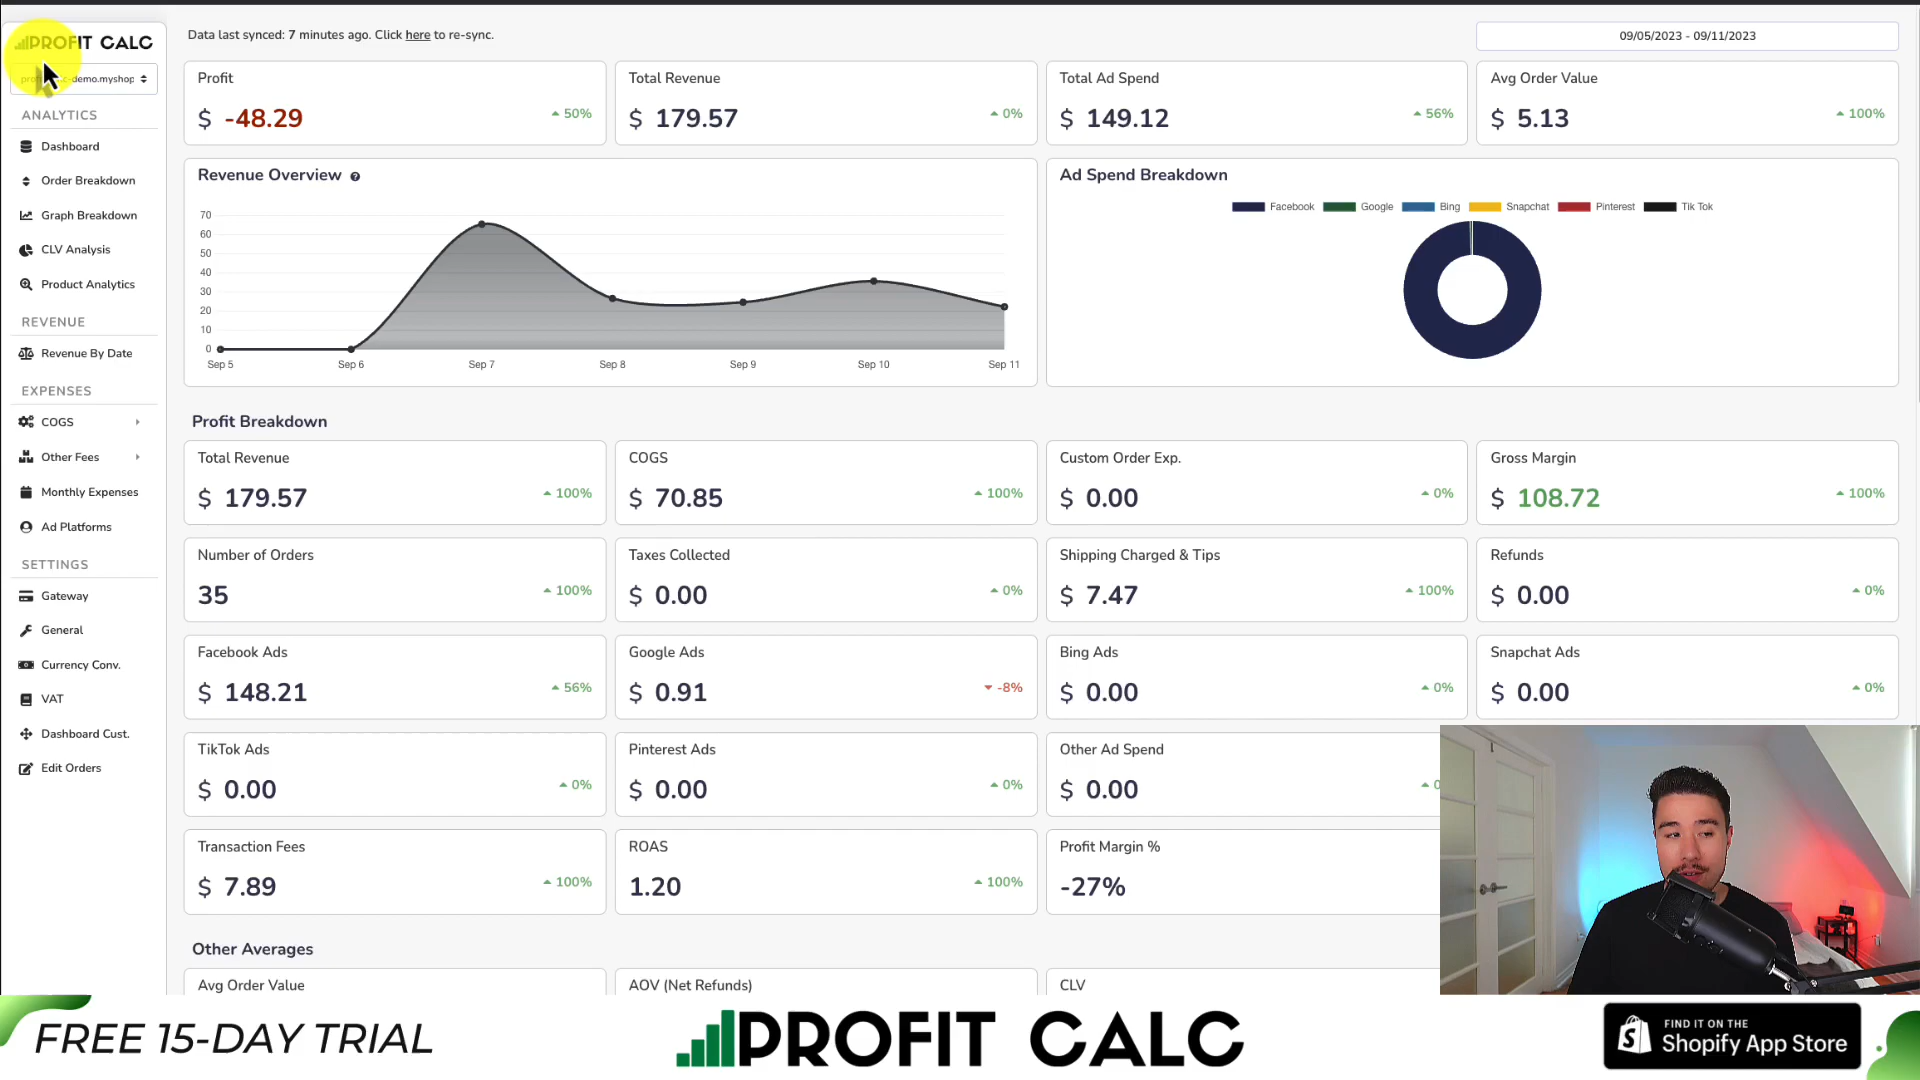 PROFIT CALC
-demo.myshop
ANALYTICS
Dashboard
Order Breakdown
Graph Breakdown
CLV Analysis
Product Analytics
REVENUE
Revenue By Date
EXPENSES
COGS
Other Fees
Monthly Expenses
Ad Platforms
SETTINGS
Gateway
General
Currency Conv.
VAT
Dashboard Cust.
Edit Orders
Data last synced: 7 minutes ago. Click here to re-sync.
09/05/2023 - 09/11/2023
Profit
$ -48.29 50%
Total Revenue
$ 179.57 0%
Total Ad Spend
$ 149.12 56%
Avg Order Value
$ 5.13 100%
Revenue Overview ?
70
60
50
40
30
20
10
0
Sep 5 Sep 6 Sep 7 Sep 8 Sep 9 Sep 10 Sep 11
Ad Spend Breakdown
Facebook Google Bing Snapchat Pinterest Tik Tok
Profit Breakdown
Total Revenue
$ 179.57 100%
COGS
$ 70.85 100%
Custom Order Exp.
$ 0.00 0%
Gross Margin
$ 108.72 100%
Number of Orders
35 100%
Taxes Collected
$ 0.00 0%
Shipping Charged & Tips
$ 7.47 100%
Refunds
$ 0.00 0%
Facebook Ads
$ 148.21 56%
Google Ads
$ 0.91 -8%
Bing Ads
$ 0.00 0%
Snapchat Ads
$ 0.00 0%
TikTok Ads
$ 0.00 0%
Pinterest Ads
$ 0.00 0%
Other Ad Spend
$ 0.00 0
Transaction Fees
$ 7.89 100%
ROAS
1.20 100%
Profit Margin %
-27%
Other Averages
Avg Order Value
AOV (Net Refunds)
CLV
FREE 15-DAY TRIAL
PROFIT CALC
FIND IT ON THE
Shopify App Store